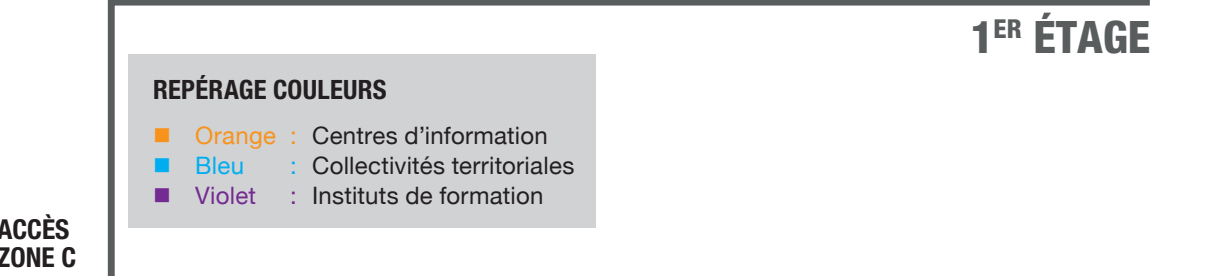 1ER ÉTAGE
REPÉRAGE COULEURS
Orange : Centres d'information
Bleu : Collectivités territoriales
Violet : Instituts de formation
ACCÈS
ZONE C